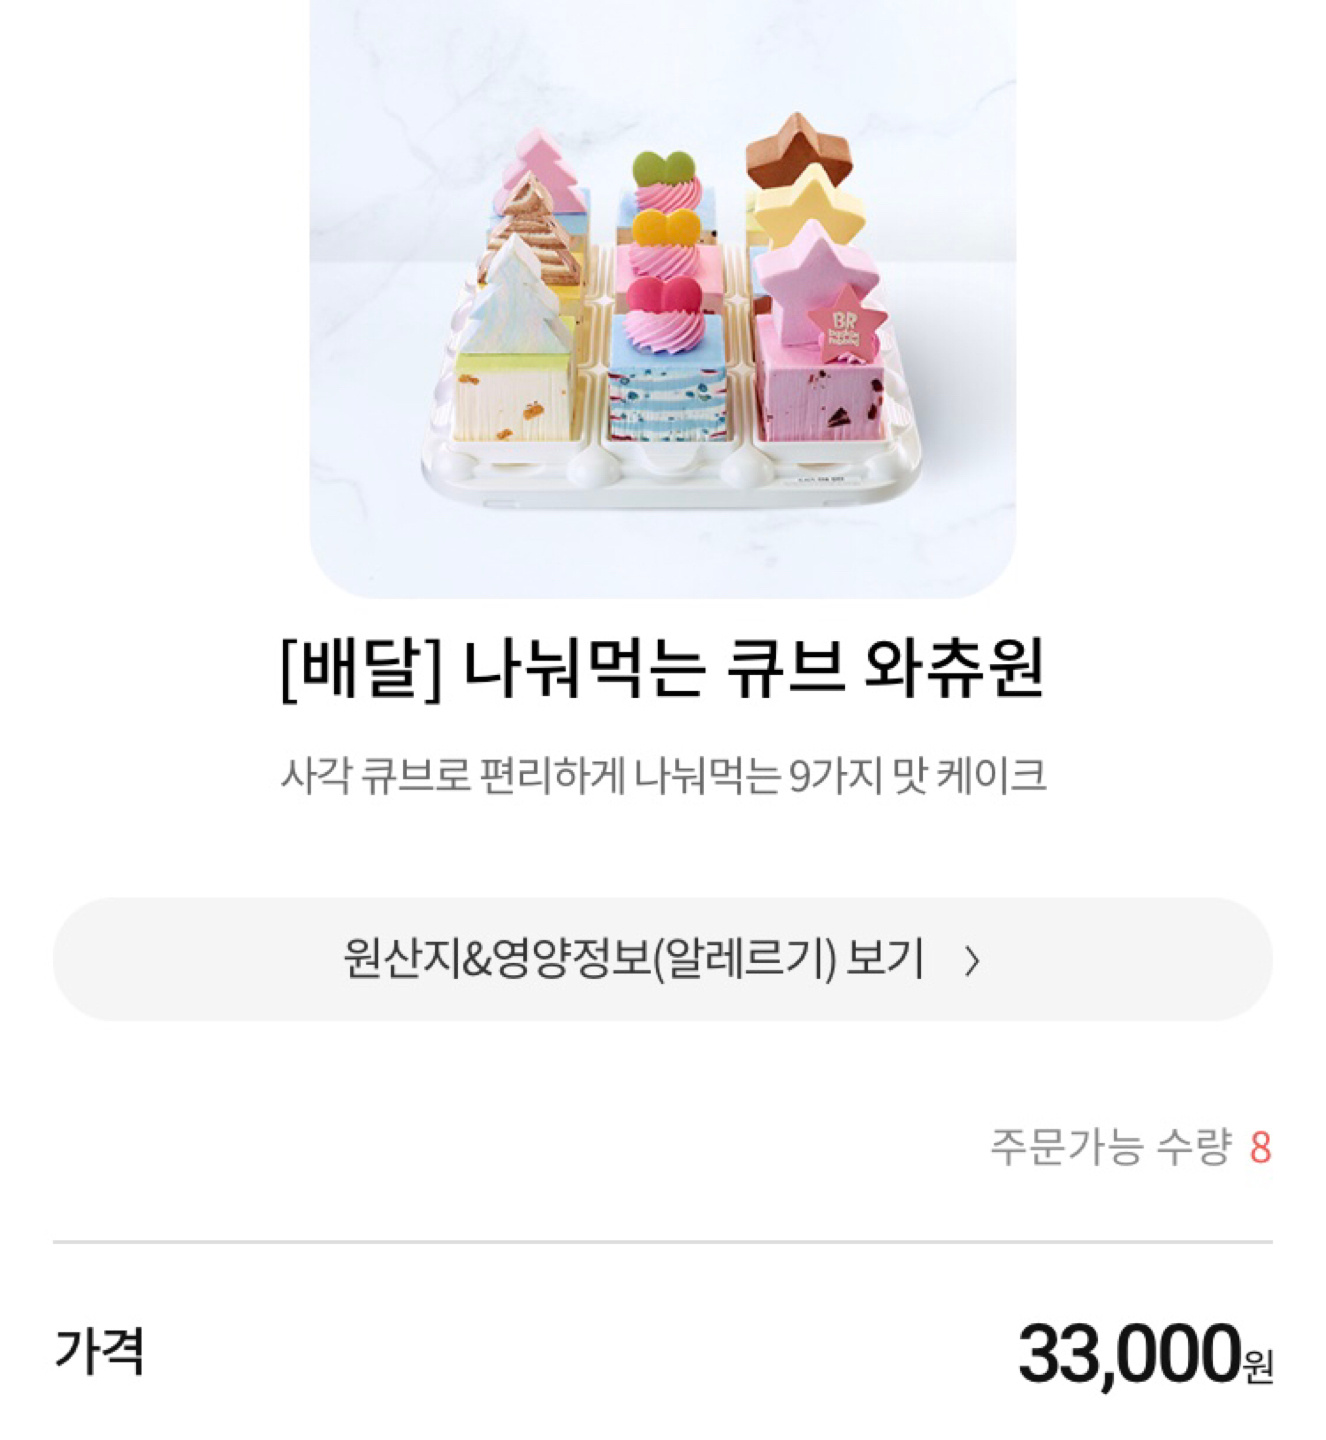 BR
baskin
robbins
[배달] 나눠먹는 큐브 와츄원
사각 큐브로 편리하게 나눠먹는 9가지 맛 케이크
원산지&영양정보(알레르기) 보기 >
주문가능 수량 8
가격 33,000원